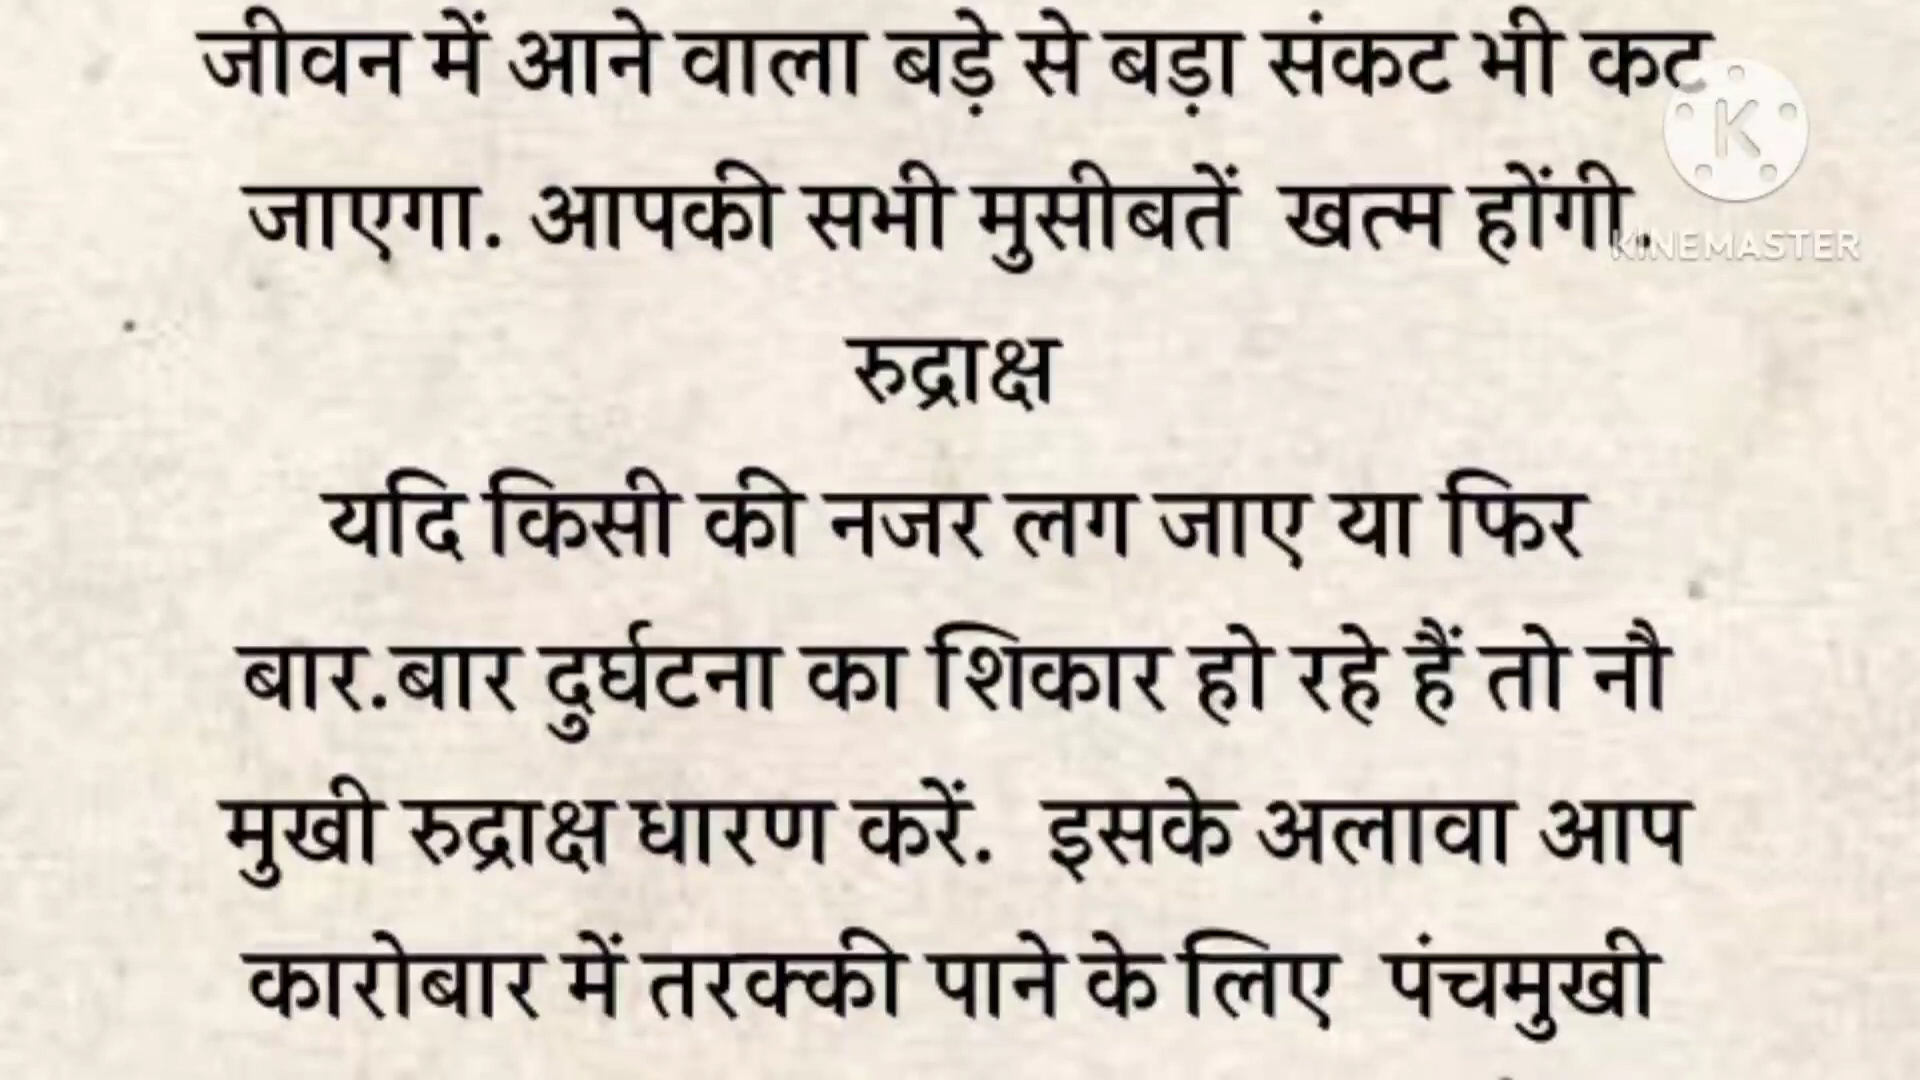 जीवन में आने वाला बड़े से बड़ा संकट भी कट
जाएगा. आपकी सभी मुसीबतें खत्म होंगी.
K
KINEMASTER
रुद्राक्ष
यदि किसी की नजर लग जाए या फिर
बार.बार दुर्घटना का शिकार हो रहे हैं तो नौ
मुखी रुद्राक्ष धारण करें. इसके अलावा आप
कारोबार में तरक्की पाने के लिए पंचमुखी